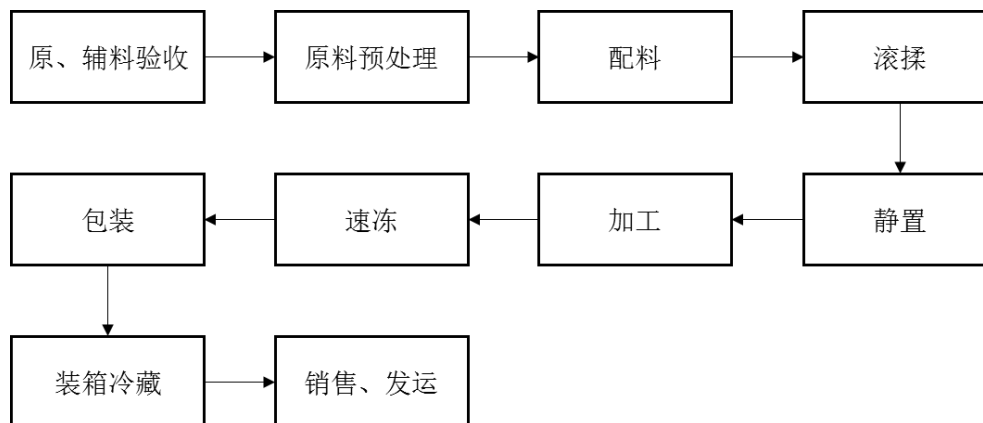 原、辅料验收
原料预处理
配料
滚揉
静置
加工
速冻
包装
装箱冷藏
销售、发运